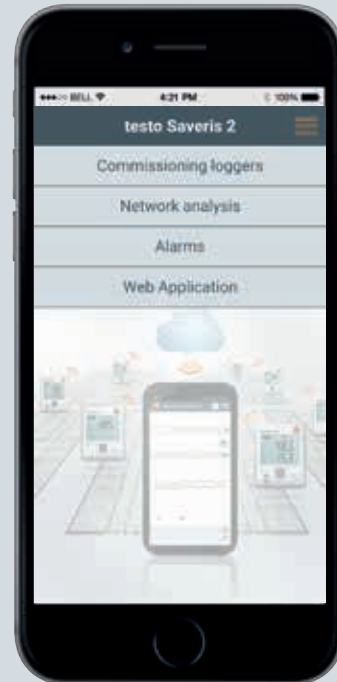 BELL 4:21 PM 100%
testo Saveris 2
Commissioning loggers
Network analysis
Alarms
Web Application